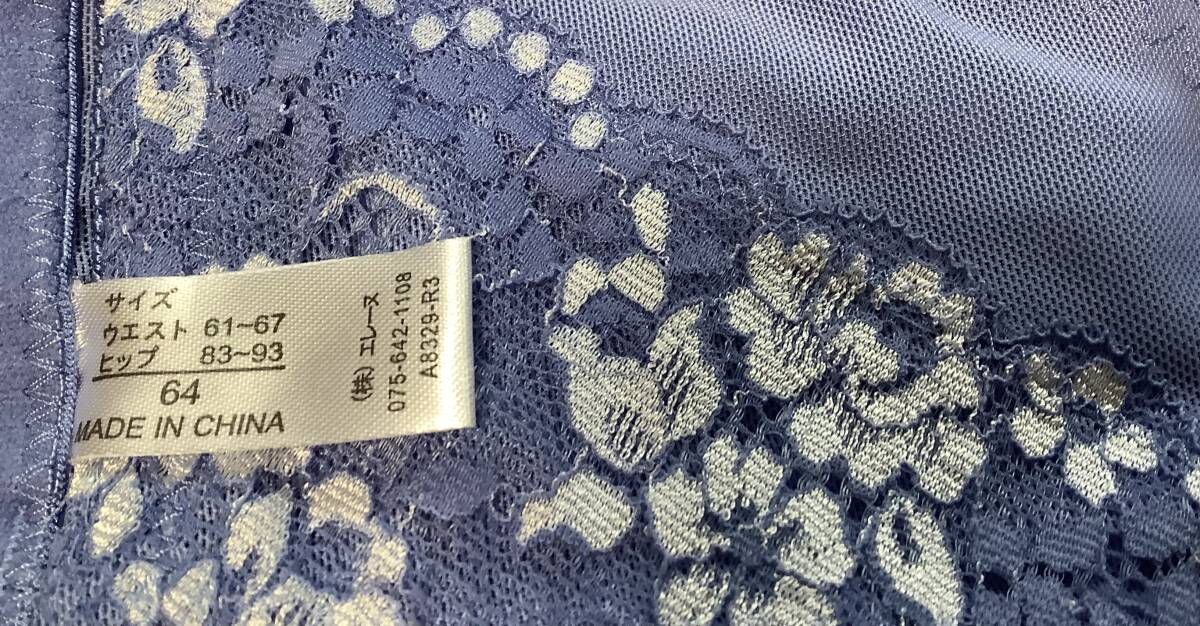 サイズ
ウエスト 61~67
ヒップ 83~93
64
MADE IN CHINA
(株) エレース
075-642-1108
A8329-R3